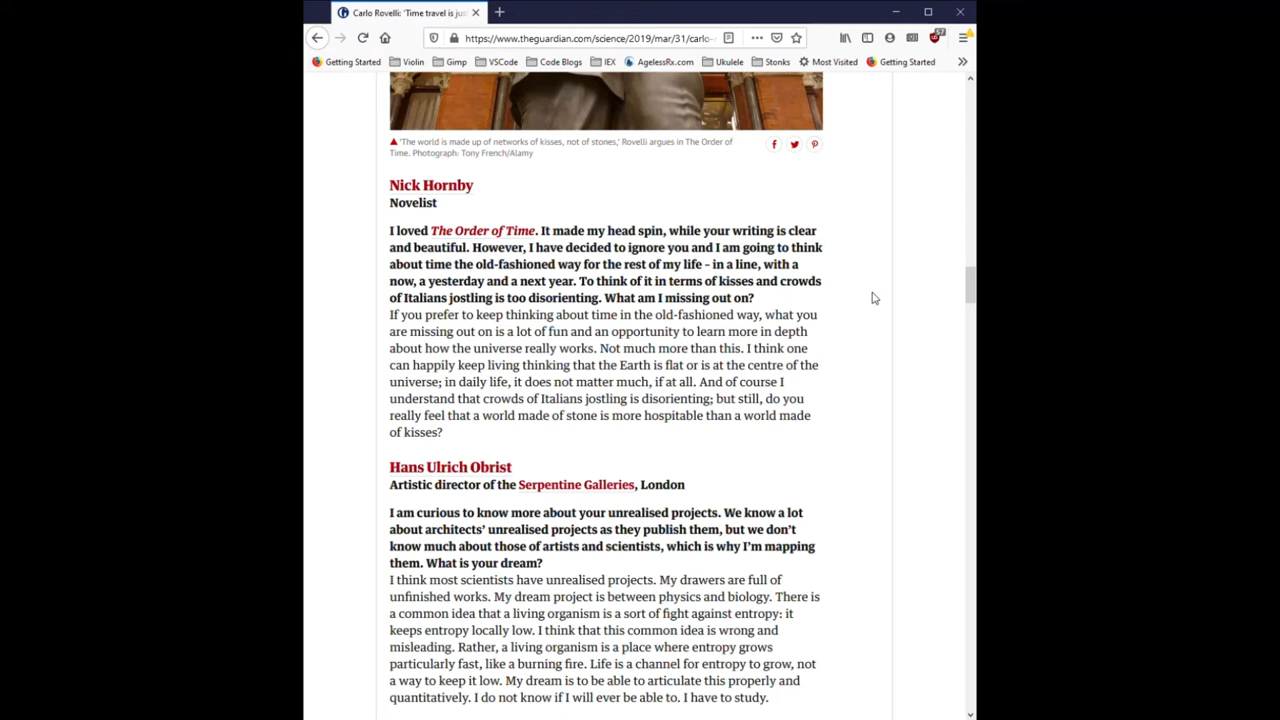 Carlo Rovelli: 'Time travel is jus
https://www.theguardian.com/science/2019/mar/31/carlo-
57
Getting Started Violin Gimp VSCode Code Blogs IEX AgelessRx.com Ukulele Stonks Most Visited Getting Started
'The world is made up of networks of kisses, not of stones,' Rovelli argues in The Order of
Time. Photograph: Tony French/Alamy
Nick Hornby
Novelist
I loved The Order of Time. It made my head spin, while your writing is clear
and beautiful. However, I have decided to ignore you and I am going to think
about time the old-fashioned way for the rest of my life – in a line, with a
now, a yesterday and a next year. To think of it in terms of kisses and crowds
of Italians jostling is too disorienting. What am I missing out on?
If you prefer to keep thinking about time in the old-fashioned way, what you
are missing out on is a lot of fun and an opportunity to learn more in depth
about how the universe really works. Not much more than this. I think one
can happily keep living thinking that the Earth is flat or is at the centre of the
universe; in daily life, it does not matter much, if at all. And of course I
understand that crowds of Italians jostling is disorienting; but still, do you
really feel that a world made of stone is more hospitable than a world made
of kisses?
Hans Ulrich Obrist
Artistic director of the Serpentine Galleries, London
I am curious to know more about your unrealised projects. We know a lot
about architects' unrealised projects as they publish them, but we don't
know much about those of artists and scientists, which is why I'm mapping
them. What is your dream?
I think most scientists have unrealised projects. My drawers are full of
unfinished works. My dream project is between physics and biology. There is
a common idea that a living organism is a sort of fight against entropy: it
keeps entropy locally low. I think that this common idea is wrong and
misleading. Rather, a living organism is a place where entropy grows
particularly fast, like a burning fire. Life is a channel for entropy to grow, not
a way to keep it low. My dream is to be able to articulate this properly and
quantitatively. I do not know if I will ever be able to. I have to study.